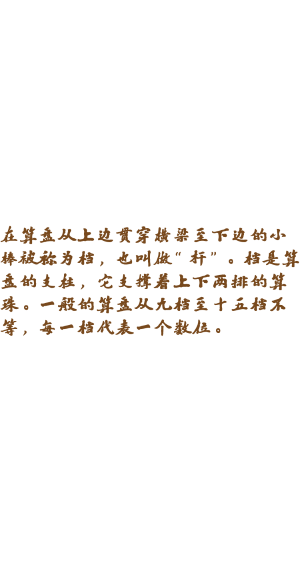 在算盘从上边贯穿横梁至下边的小
棒被称为档，也叫做“杆”。档是算
盘的支柱，它支撑着上下两排的算
珠。一般的算盘从九档至十五档不
等，每一档代表一个数位。